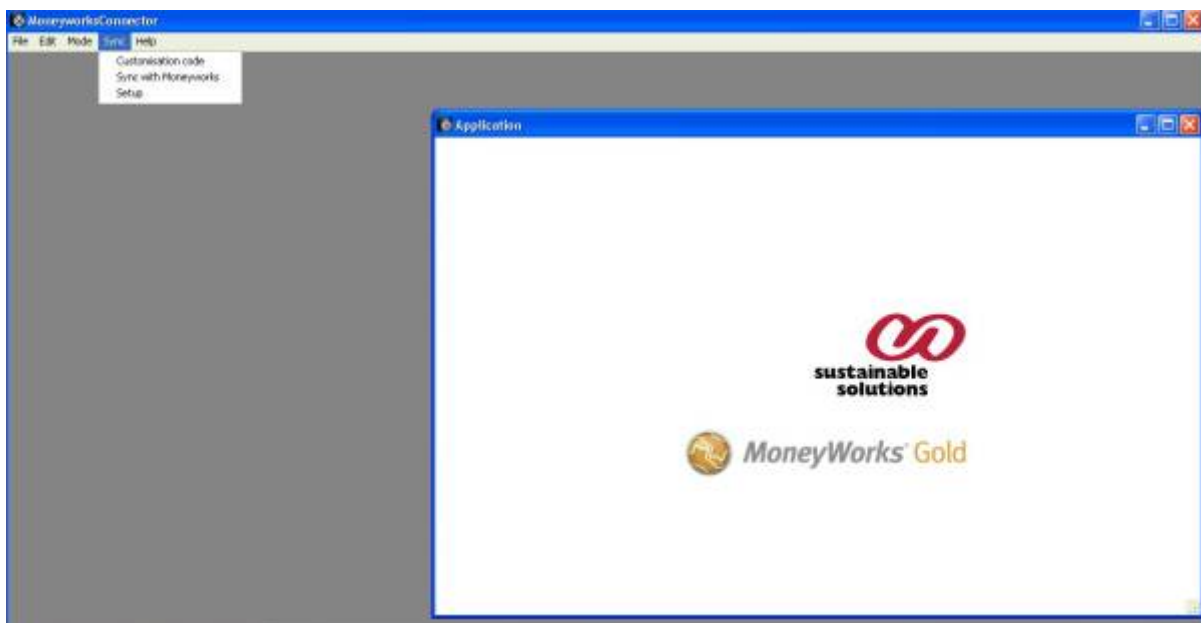 MoneyworksConnector
File Edit Mode Sync Help
Customisation code
Sync with Moneyworks
Setup
Application
sustainable
solutions
MoneyWorks® Gold